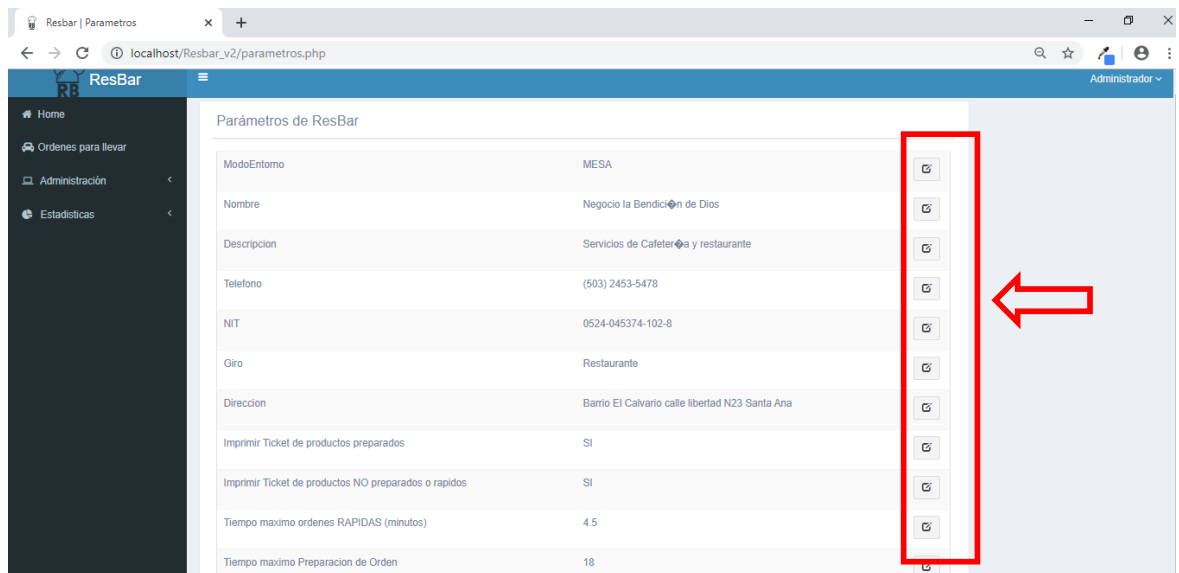 Resbar | Parametros
localhost/Resbar_v2/parametros.php
RB ResBar
Administrador
Home
Ordenes para llevar
Administración
Estadisticas
Parámetros de ResBar
ModoEntorno MESA
Nombre Negocio la Bendici�n de Dios
Descripcion Servicios de Cafeter�a y restaurante
Telefono (503) 2453-5478
NIT 0524-045374-102-8
Giro Restaurante
Direccion Barrio El Calvario calle libertad N23 Santa Ana
Imprimir Ticket de productos preparados SI
Imprimir Ticket de productos NO preparados o rapidos SI
Tiempo maximo ordenes RAPIDAS (minutos) 4.5
Tiempo maximo Preparacion de Orden 18